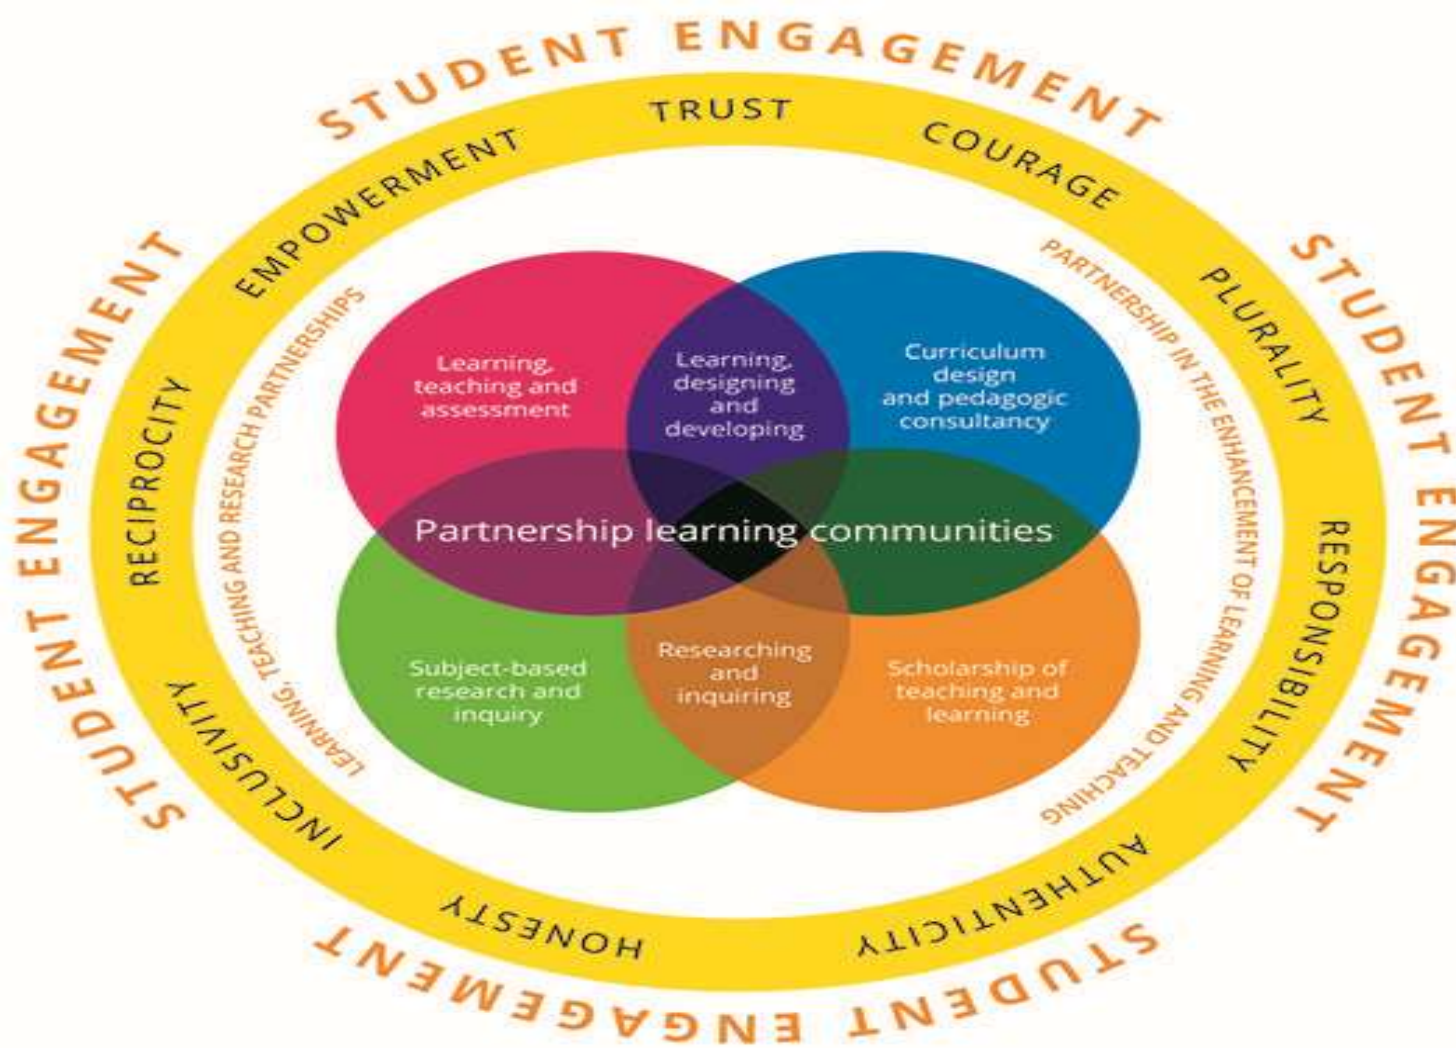 STUDENT ENGAGEMENT
STUDENT ENGAGEMENT
STUDENT ENGAGEMENT
STUDENT ENGAGEMENT
TRUST
COURAGE
PLURALITY
RESPONSIBILITY
AUTHENTICITY
HONESTY
INCLUSIVITY
RECIPROCITY
EMPOWERMENT
LEARNING, TEACHING AND RESEARCH PARTNERSHIPS
PARTNERSHIP IN THE ENHANCEMENT OF LEARNING AND TEACHING
Learning,
teaching and
assessment
Learning,
designing
and
developing
Curriculum
design
and pedagogic
consultancy
Partnership learning communities
Subject-based
research and
inquiry
Researching
and
inquiring
Scholarship of
teaching and
learning